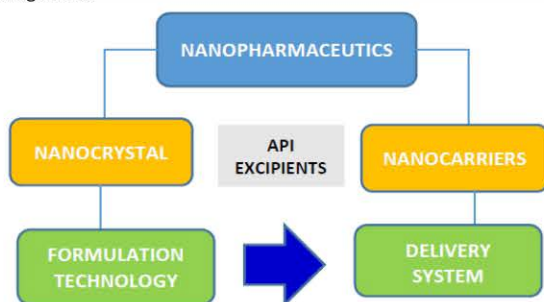 NANOPHARMACEUTICS
NANOCRYSTAL
API
EXCIPIENTS
NANOCARRIERS
FORMULATION
TECHNOLOGY
DELIVERY
SYSTEM